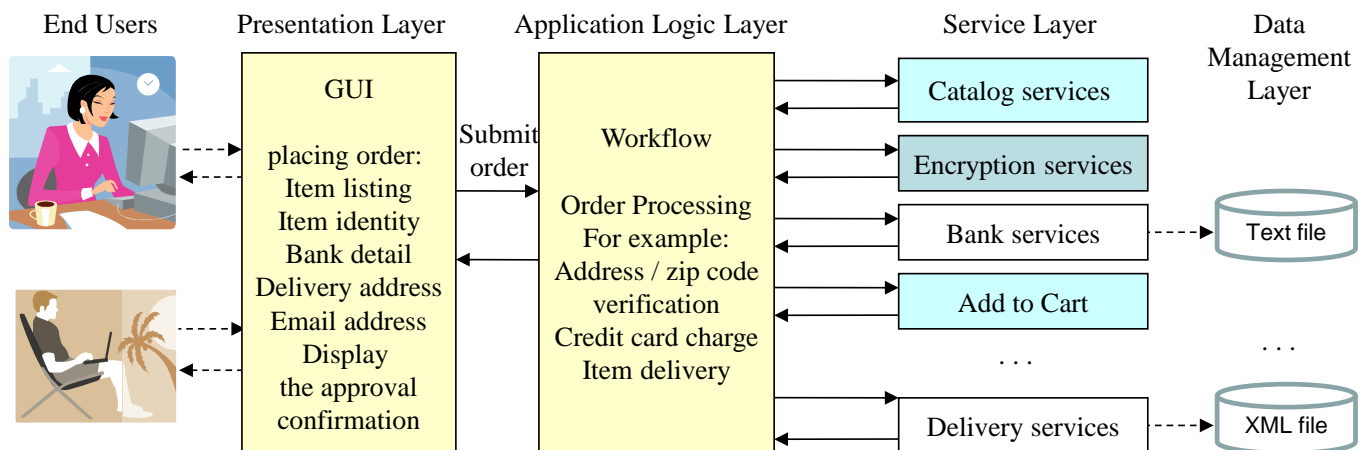 End Users
Presentation Layer
Application Logic Layer
Service Layer
Data
Management
Layer
GUI
placing order:
Item listing
Item identity
Bank detail
Delivery address
Email address
Display
the approval
confirmation
Submit
order
Workflow
Order Processing
For example:
Address / zip code
verification
Credit card charge
Item delivery
Catalog services
Encryption services
Bank services
Add to Cart
. . .
Delivery services
Text file
. . .
XML file